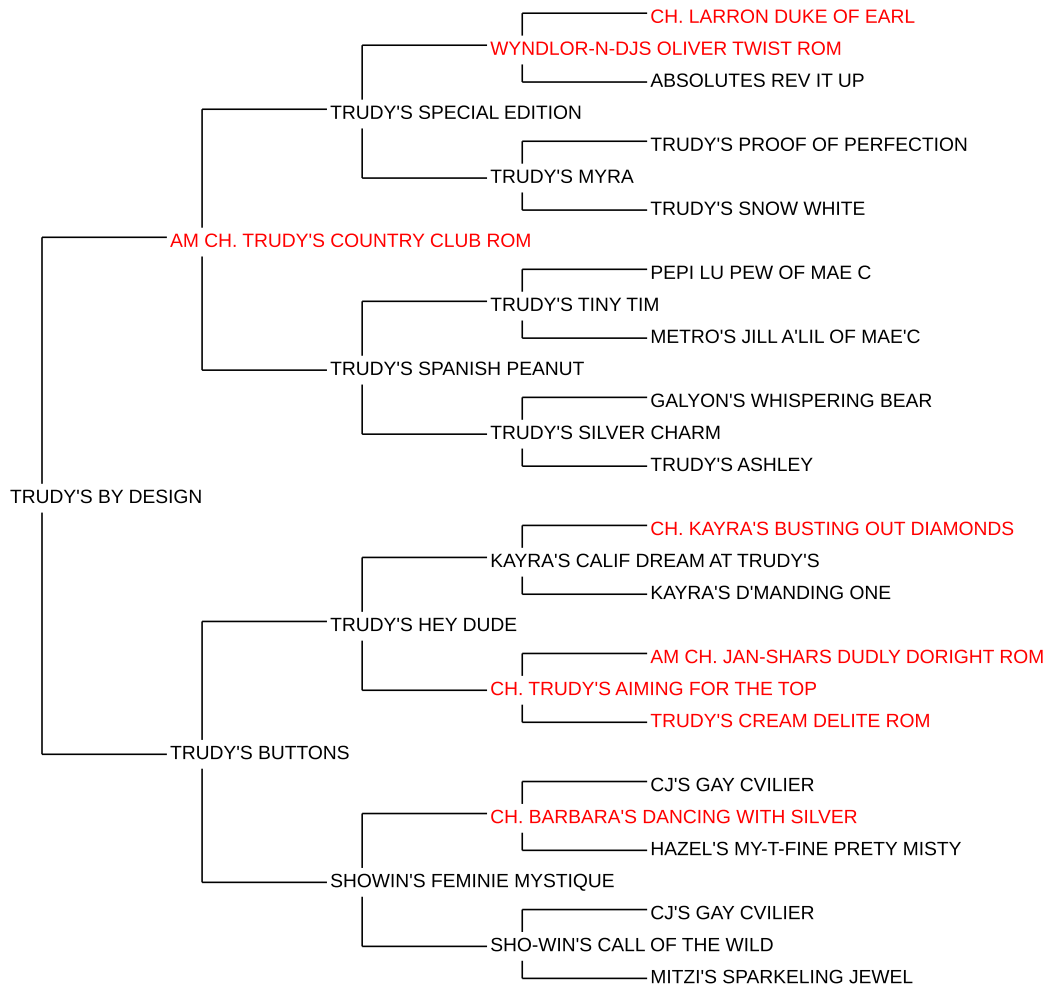 CH. LARRON DUKE OF EARL
WYNDLOR-N-DJS OLIVER TWIST ROM
ABSOLUTES REV IT UP
TRUDY'S SPECIAL EDITION
TRUDY'S PROOF OF PERFECTION
TRUDY'S MYRA
TRUDY'S SNOW WHITE
AM CH. TRUDY'S COUNTRY CLUB ROM
PEPI LU PEW OF MAE C
TRUDY'S TINY TIM
METRO'S JILL A'LIL OF MAE'C
TRUDY'S SPANISH PEANUT
GALYON'S WHISPERING BEAR
TRUDY'S SILVER CHARM
TRUDY'S ASHLEY
TRUDY'S BY DESIGN
CH. KAYRA'S BUSTING OUT DIAMONDS
KAYRA'S CALIF DREAM AT TRUDY'S
KAYRA'S D'MANDING ONE
TRUDY'S HEY DUDE
AM CH. JAN-SHARS DUDLY DORIGHT ROM
CH. TRUDY'S AIMING FOR THE TOP
TRUDY'S CREAM DELITE ROM
TRUDY'S BUTTONS
CJ'S GAY CVILIER
CH. BARBARA'S DANCING WITH SILVER
HAZEL'S MY-T-FINE PRETY MISTY
SHOWIN'S FEMINIE MYSTIQUE
CJ'S GAY CVILIER
SHO-WIN'S CALL OF THE WILD
MITZI'S SPARKELING JEWEL